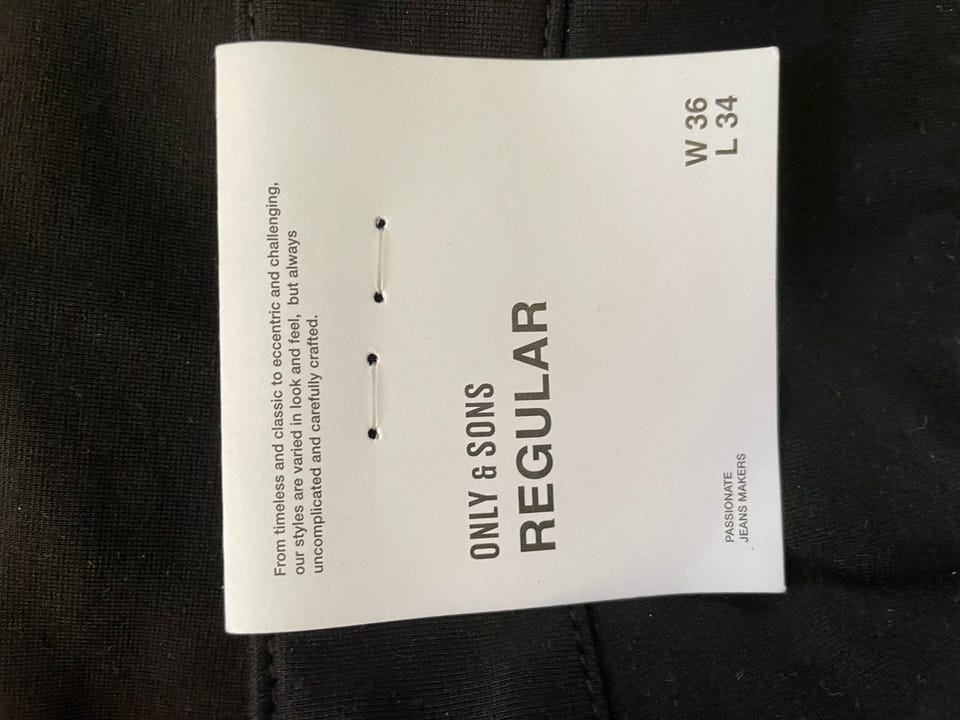 From timeless and classic to eccentric and challenging,
our styles are varied in look and feel, but always
uncomplicated and carefully crafted.
ONLY & SONS
REGULAR
PASSIONATE
JEANS MAKERS
W 36
L 34